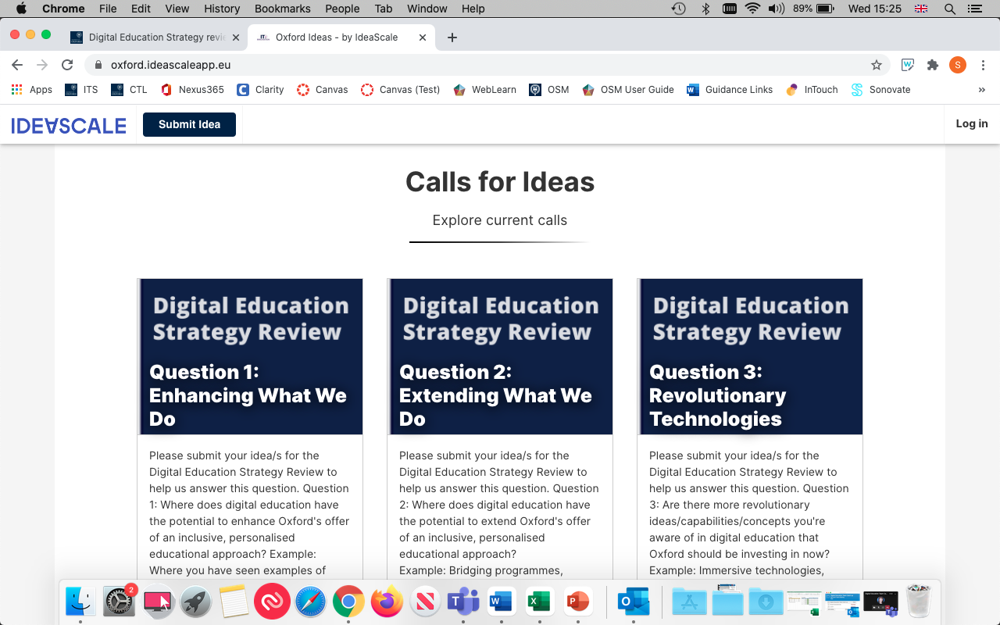 Chrome File Edit View History Bookmarks People Tab Window Help 89% Wed 15:25
Digital Education Strategy revi Oxford Ideas - by IdeaScale
oxford.ideascaleapp.eu S
Apps ITS CTL Nexus365 Clarity Canvas Canvas (Test) WebLearn OSM OSM User Guide Guidance Links InTouch Sonovate »
IDEASCALE Submit Idea Log in
Calls for Ideas
Explore current calls
Digital Education
Strategy Review
Question 1:
Enhancing What We
Do
Please submit your idea/s for the
Digital Education Strategy Review to
help us answer this question. Question
1: Where does digital education have
the potential to enhance Oxford's offer
of an inclusive, personalised
educational approach? Example:
Where you have seen examples of
Digital Education
Strategy Review
Question 2:
Extending What We
Do
Please submit your idea/s for the
Digital Education Strategy Review to
help us answer this question. Question
2: Where does digital education have
the potential to extend Oxford's offer
of an inclusive, personalised
educational approach?
Example: Bridging programmes,
Digital Education
Strategy Review
Question 3:
Revolutionary
Technologies
Please submit your idea/s for the
Digital Education Strategy Review to
help us answer this question. Question
3: Are there more revolutionary
ideas/capabilities/concepts you're
aware of in digital education that
Oxford should be investing in now?
Example: Immersive technologies,
2